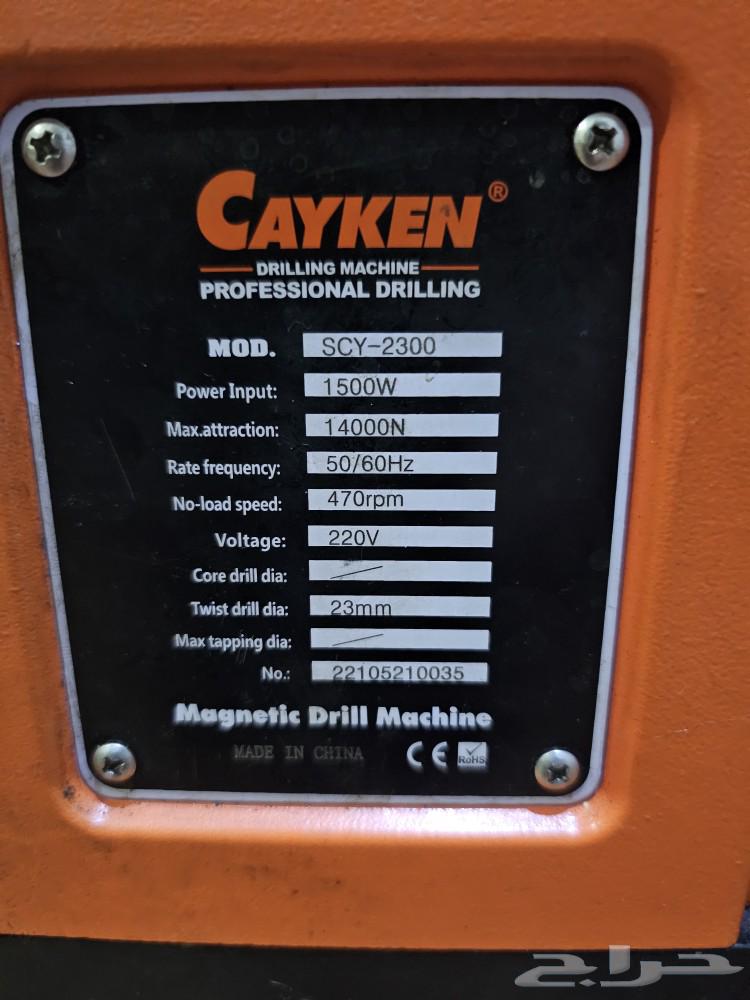 CAYKEN®
DRILLING MACHINE
PROFESSIONAL DRILLING
MOD. SCY-2300
Power Input: 1500W
Max.attraction: 14000N
Rate frequency: 50/60Hz
No-load speed: 470rpm
Voltage: 220V
Core drill dia: /
Twist drill dia: 23mm
Max tapping dia: /
No.: 22105210035
Magnetic Drill Machine
MADE IN CHINA CE RoHS
حراج